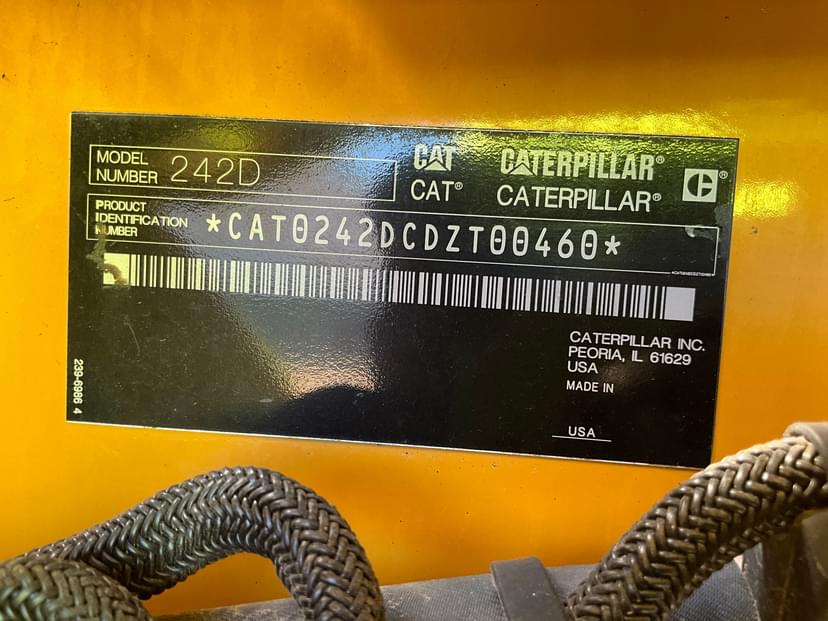 MODEL
NUMBER 242D
CAT
CAT®
CATERPILLAR®
CATERPILLAR®
PRODUCT
IDENTIFICATION
NUMBER
*CAT0242DCDZT00460*
CATERPILLAR INC.
PEORIA, IL 61629
USA
MADE IN
USA
239-6986 4